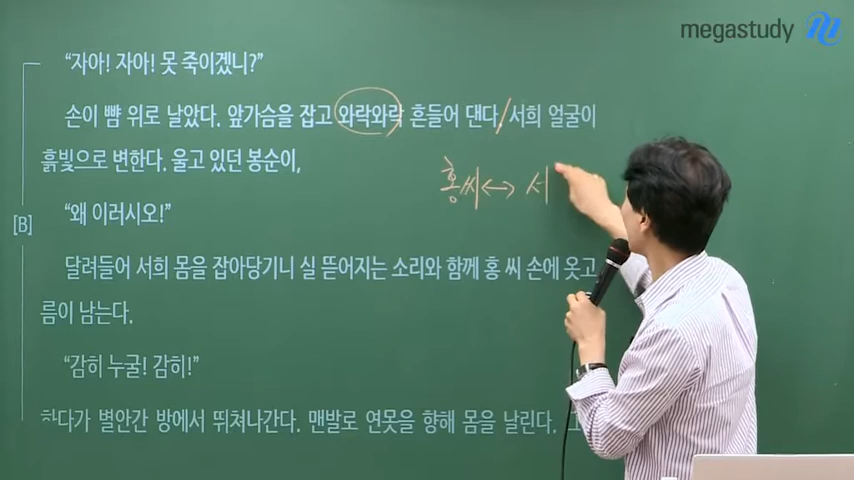 megastudy
“자아! 자아! 못 죽이겠니?”
손이 뺨 위로 날았다. 앞가슴을 잡고 와락와락 흔들어 댄다. 서희 얼굴이
흙빛으로 변한다. 울고 있던 봉순이,
홍씨↔서
[B]
“왜 이러시오!”
달려들어 서희 몸을 잡아당기니 실 뜯어지는 소리와 함께 홍 씨 손에 옷고
름이 남는다.
“감히 누굴! 감히!”
하다가 별안간 방에서 뛰쳐나간다. 맨발로 연못을 향해 몸을 날린다.